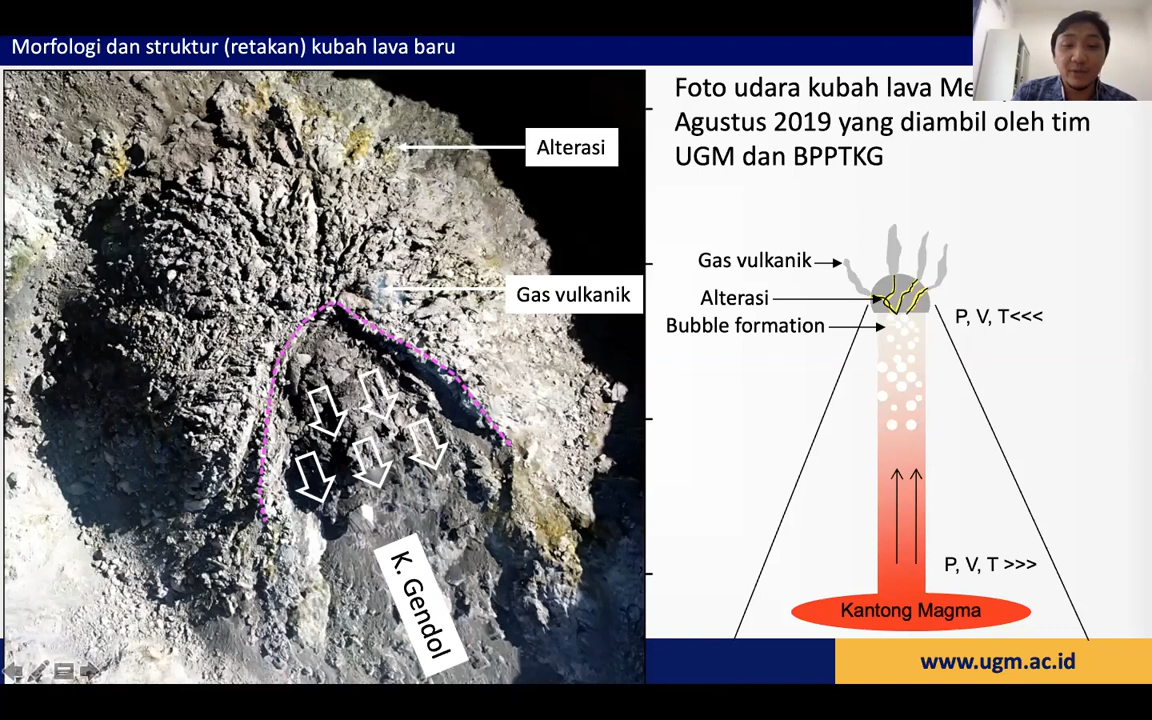 Morfologi dan struktur (retakan) kubah lava baru
Foto udara kubah lava
Agustus 2019 yang diambil oleh tim
UGM dan BPPTKG
Alterasi
Gas vulkanik
K. Gendol
Gas vulkanik
Alterasi
Bubble formation
P, V, T<<<
P, V, T >>>
Kantong Magma
www.ugm.ac.id